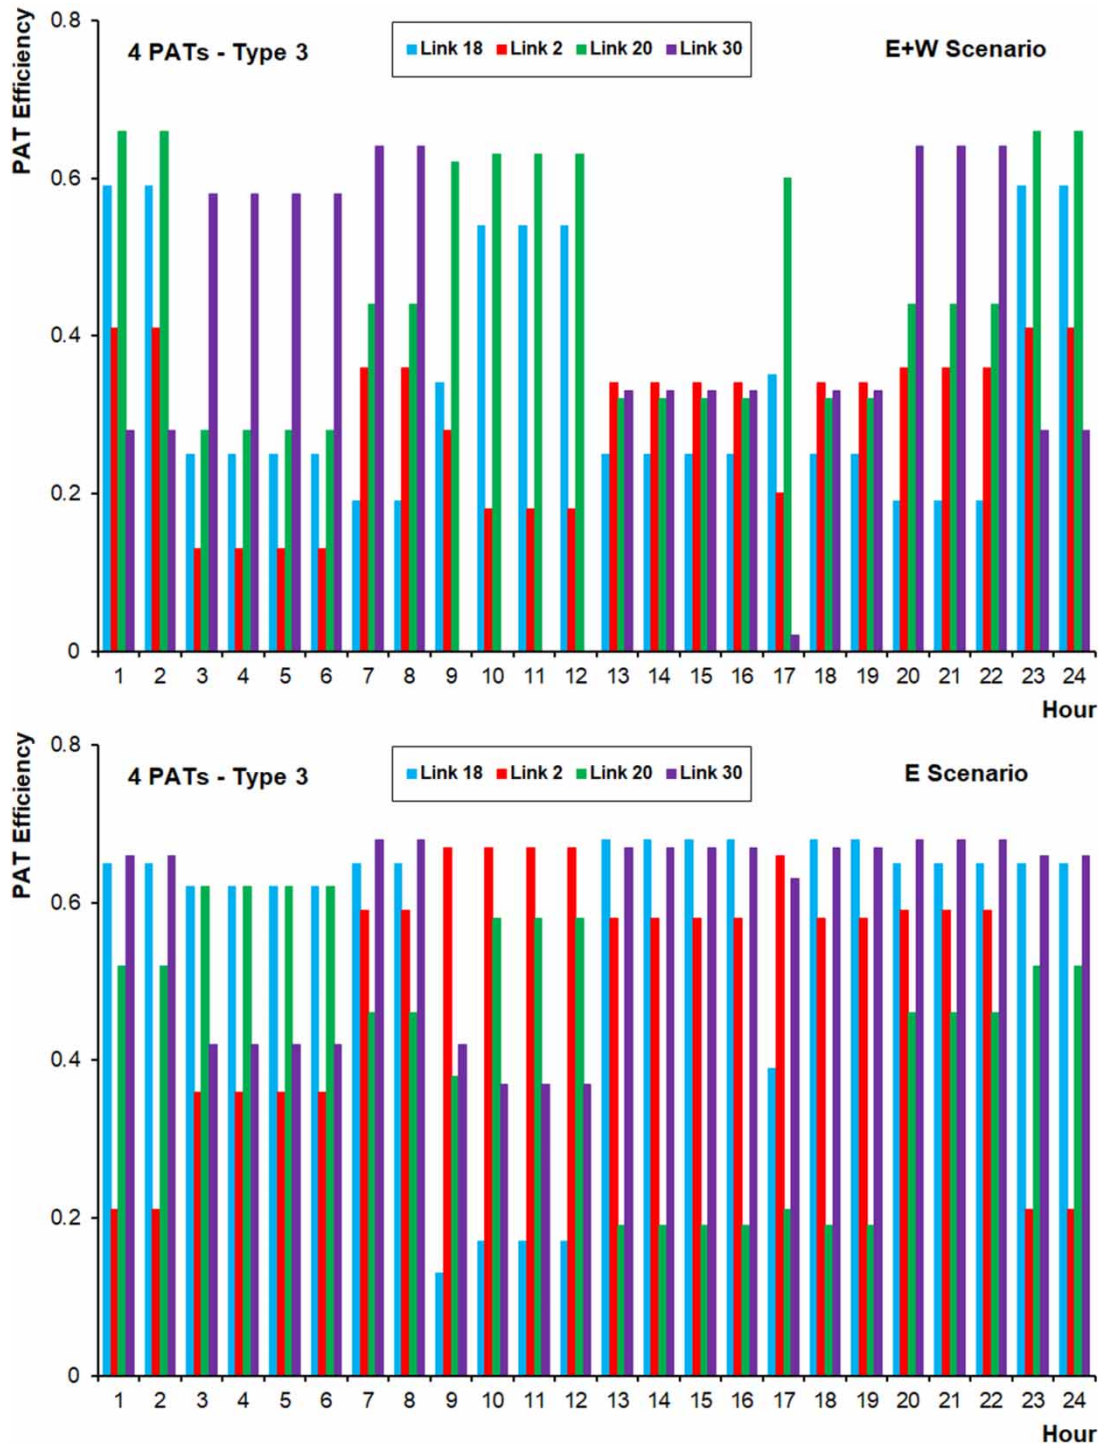 4 PATs - Type 3
Link 18 Link 2 Link 20 Link 30
E+W Scenario
PAT Efficiency
0.8
0.6
0.4
0.2
0
1 2 3 4 5 6 7 8 9 10 11 12 13 14 15 16 17 18 19 20 21 22 23 24
Hour
4 PATs - Type 3
Link 18 Link 2 Link 20 Link 30
E Scenario
PAT Efficiency
0.8
0.6
0.4
0.2
0
1 2 3 4 5 6 7 8 9 10 11 12 13 14 15 16 17 18 19 20 21 22 23 24
Hour